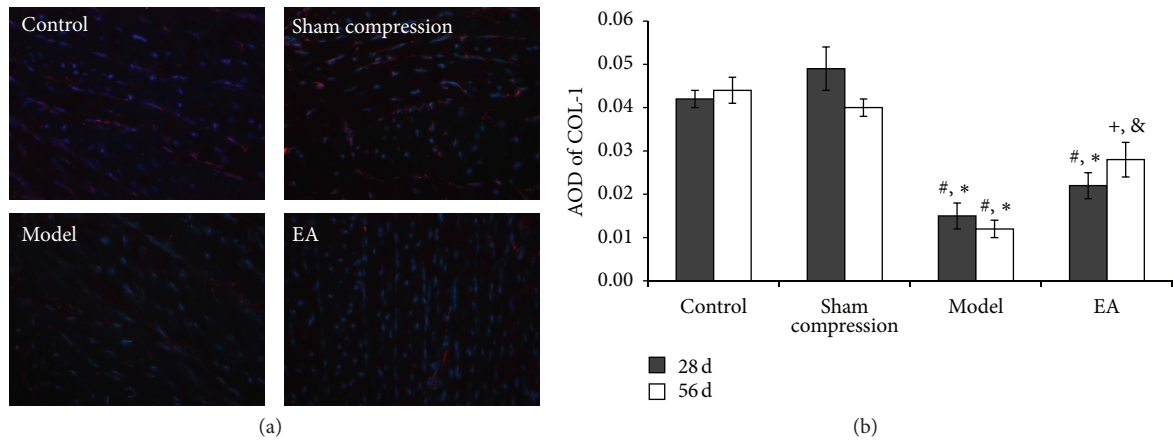 Control
Sham compression
Model
EA
(a)
0.06
0.05
0.04
0.03
0.02
0.01
0.00
AOD of COL-1
#, *
#, *
#, *
+, &
Control
Sham
compression
Model
EA
28 d
56 d
(b)